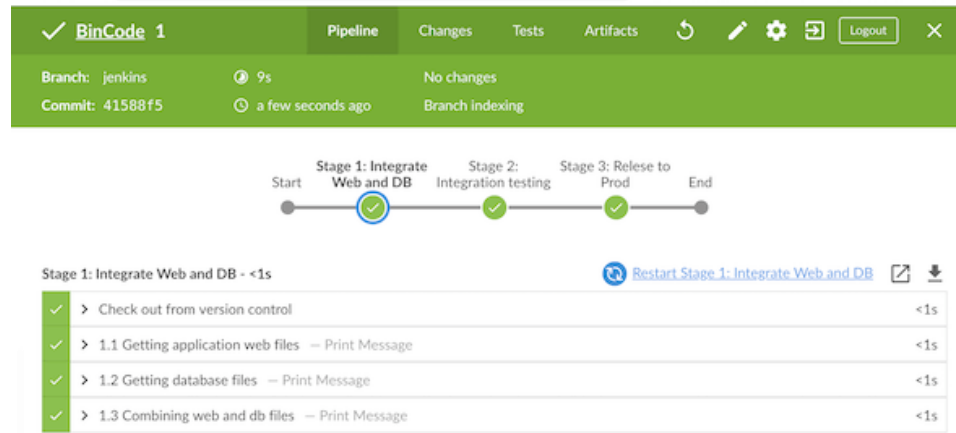 BinCode 1 Pipeline Changes Tests Artifacts Logout
Branch: jenkins 9s No changes
Commit: 41588f5 a few seconds ago Branch indexing
Start
Stage 1: Integrate
Web and DB
Stage 2:
Integration testing
Stage 3: Relese to
Prod
End
Stage 1: Integrate Web and DB - <1s Restart Stage 1: Integrate Web and DB
Check out from version control <1s
1.1 Getting application web files — Print Message <1s
1.2 Getting database files — Print Message <1s
1.3 Combining web and db files — Print Message <1s